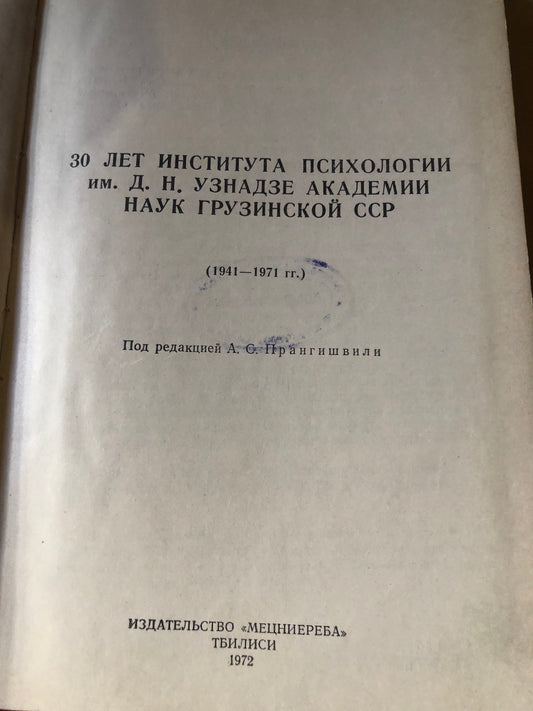 30 ЛЕТ ИНСТИТУТА ПСИХОЛОГИИ
им. Д. Н. УЗНАДЗЕ АКАДЕМИИ
НАУК ГРУЗИНСКОЙ ССР
(1941—1971 гг.)
Под редакцией А. С. Прангишвили
ИЗДАТЕЛЬСТВО «МЕЦНИЕРЕБА»
ТБИЛИСИ
1972